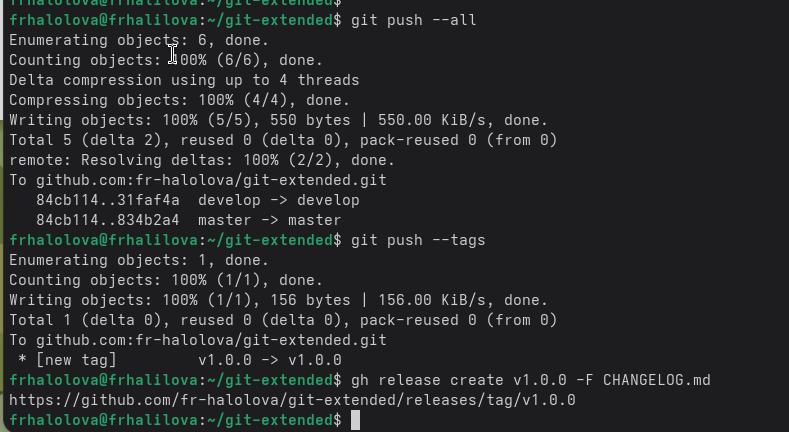 frhalolova@frhalilova:~/git-extended$
frhalolova@frhalilova:~/git-extended$ git push --all
Enumerating objects: 6, done.
Counting objects: 100% (6/6), done.
Delta compression using up to 4 threads
Compressing objects: 100% (4/4), done.
Writing objects: 100% (5/5), 550 bytes | 550.00 KiB/s, done.
Total 5 (delta 2), reused 0 (delta 0), pack-reused 0 (from 0)
remote: Resolving deltas: 100% (2/2), done.
To github.com:fr-halolova/git-extended.git
84cb114..31faf4a  develop -> develop
84cb114..834b2a4  master -> master
frhalolova@frhalilova:~/git-extended$ git push --tags
Enumerating objects: 1, done.
Counting objects: 100% (1/1), done.
Writing objects: 100% (1/1), 156 bytes | 156.00 KiB/s, done.
Total 1 (delta 0), reused 0 (delta 0), pack-reused 0 (from 0)
To github.com:fr-halolova/git-extended.git
* [new tag]         v1.0.0 -> v1.0.0
frhalolova@frhalilova:~/git-extended$ gh release create v1.0.0 -F CHANGELOG.md
https://github.com/fr-halolova/git-extended/releases/tag/v1.0.0
frhalolova@frhalilova:~/git-extended$